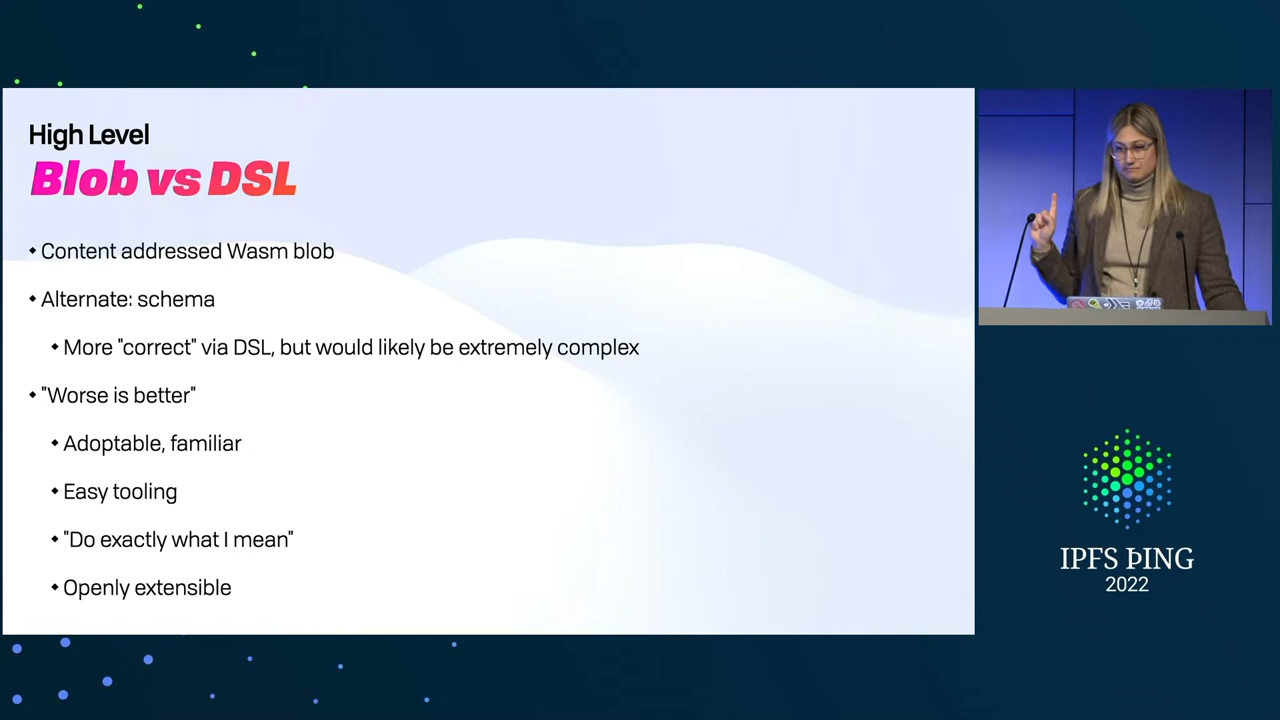 High Level
Blob vs DSL
◆ Content addressed Wasm blob
◆ Alternate: schema
◆ More "correct" via DSL, but would likely be extremely complex
◆ "Worse is better"
◆ Adoptable, familiar
◆ Easy tooling
◆ "Do exactly what I mean"
◆ Openly extensible
IPFS ÞING
2022